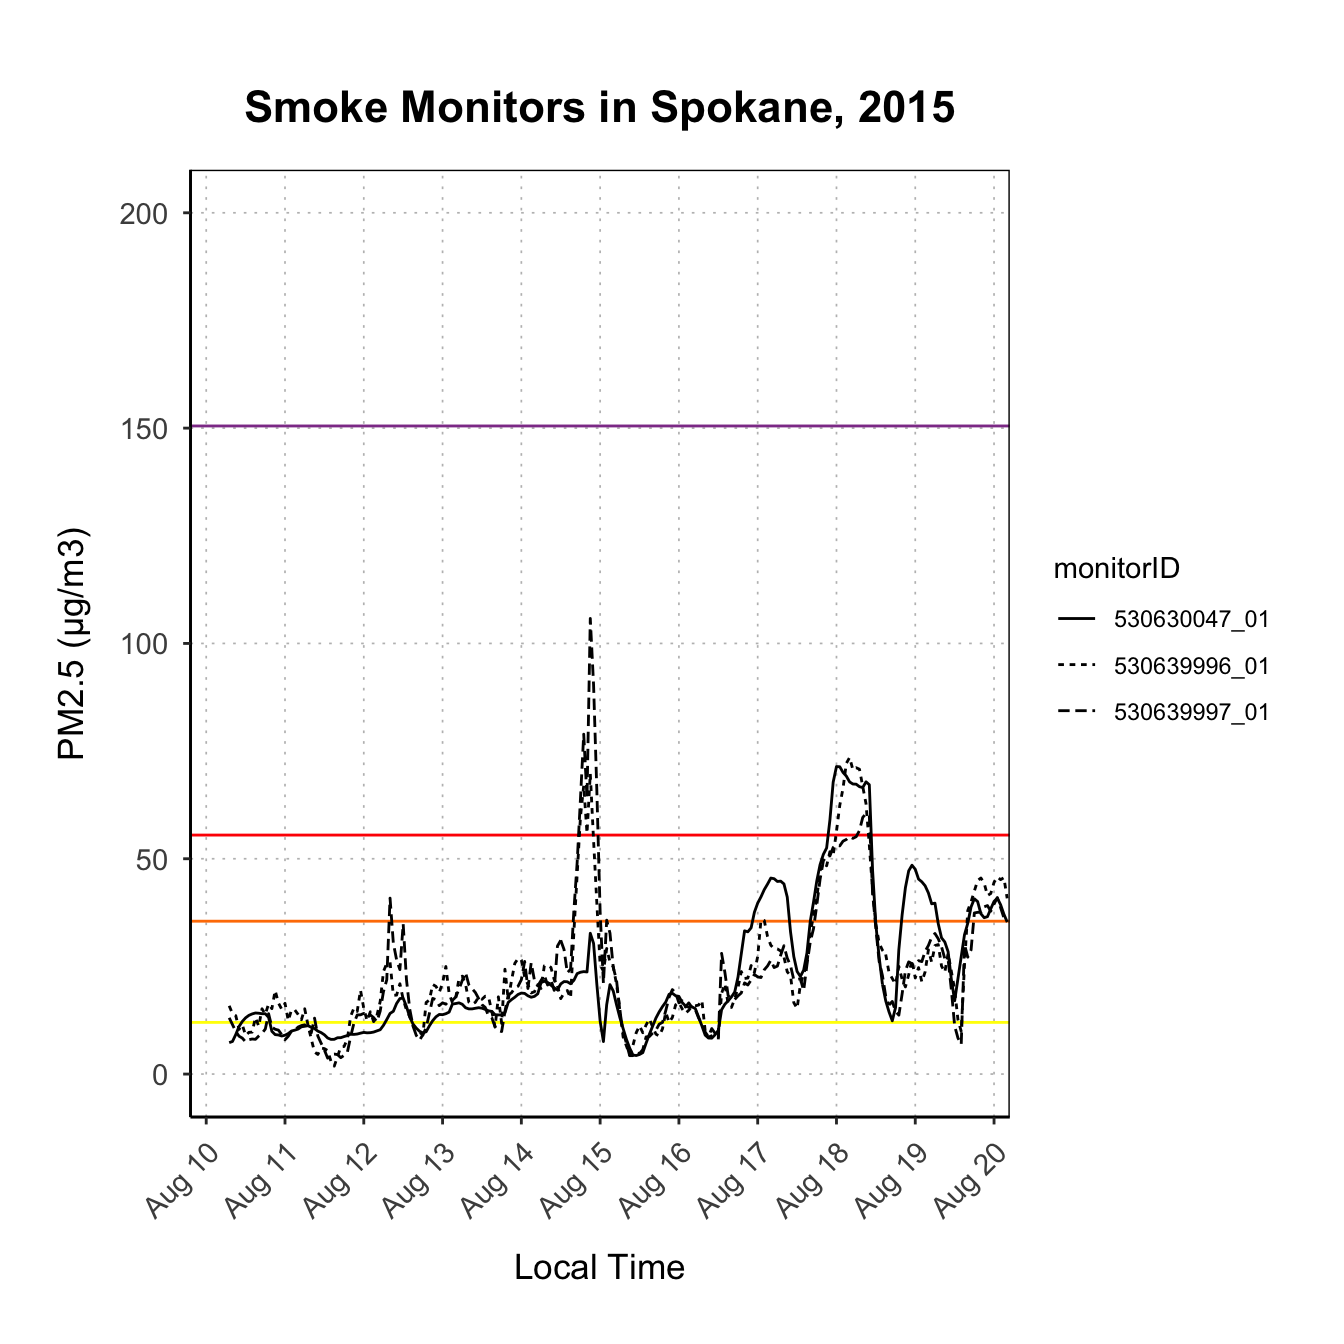 Smoke Monitors in Spokane, 2015
PM2.5 (µg/m3)
200
150
100
50
0
Aug 10
Aug 11
Aug 12
Aug 13
Aug 14
Aug 15
Aug 16
Aug 17
Aug 18
Aug 19
Aug 20
Local Time
monitorID
530630047_01
530639996_01
530639997_01